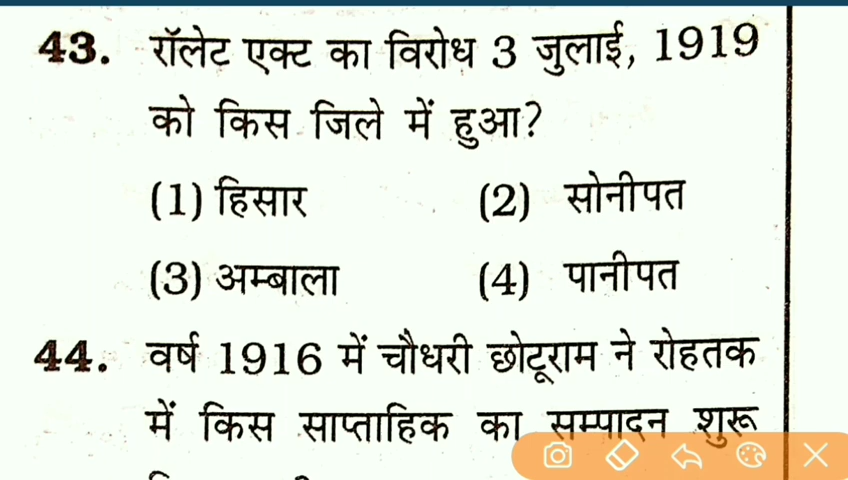 43. रॉलेट एक्ट का विरोध 3 जुलाई, 1919
को किस जिले में हुआ?
(1) हिसार (2) सोनीपत
(3) अम्बाला (4) पानीपत
44. वर्ष 1916 में चौधरी छोटूराम ने रोहतक
में किस साप्ताहिक का सम्पादन शुरू